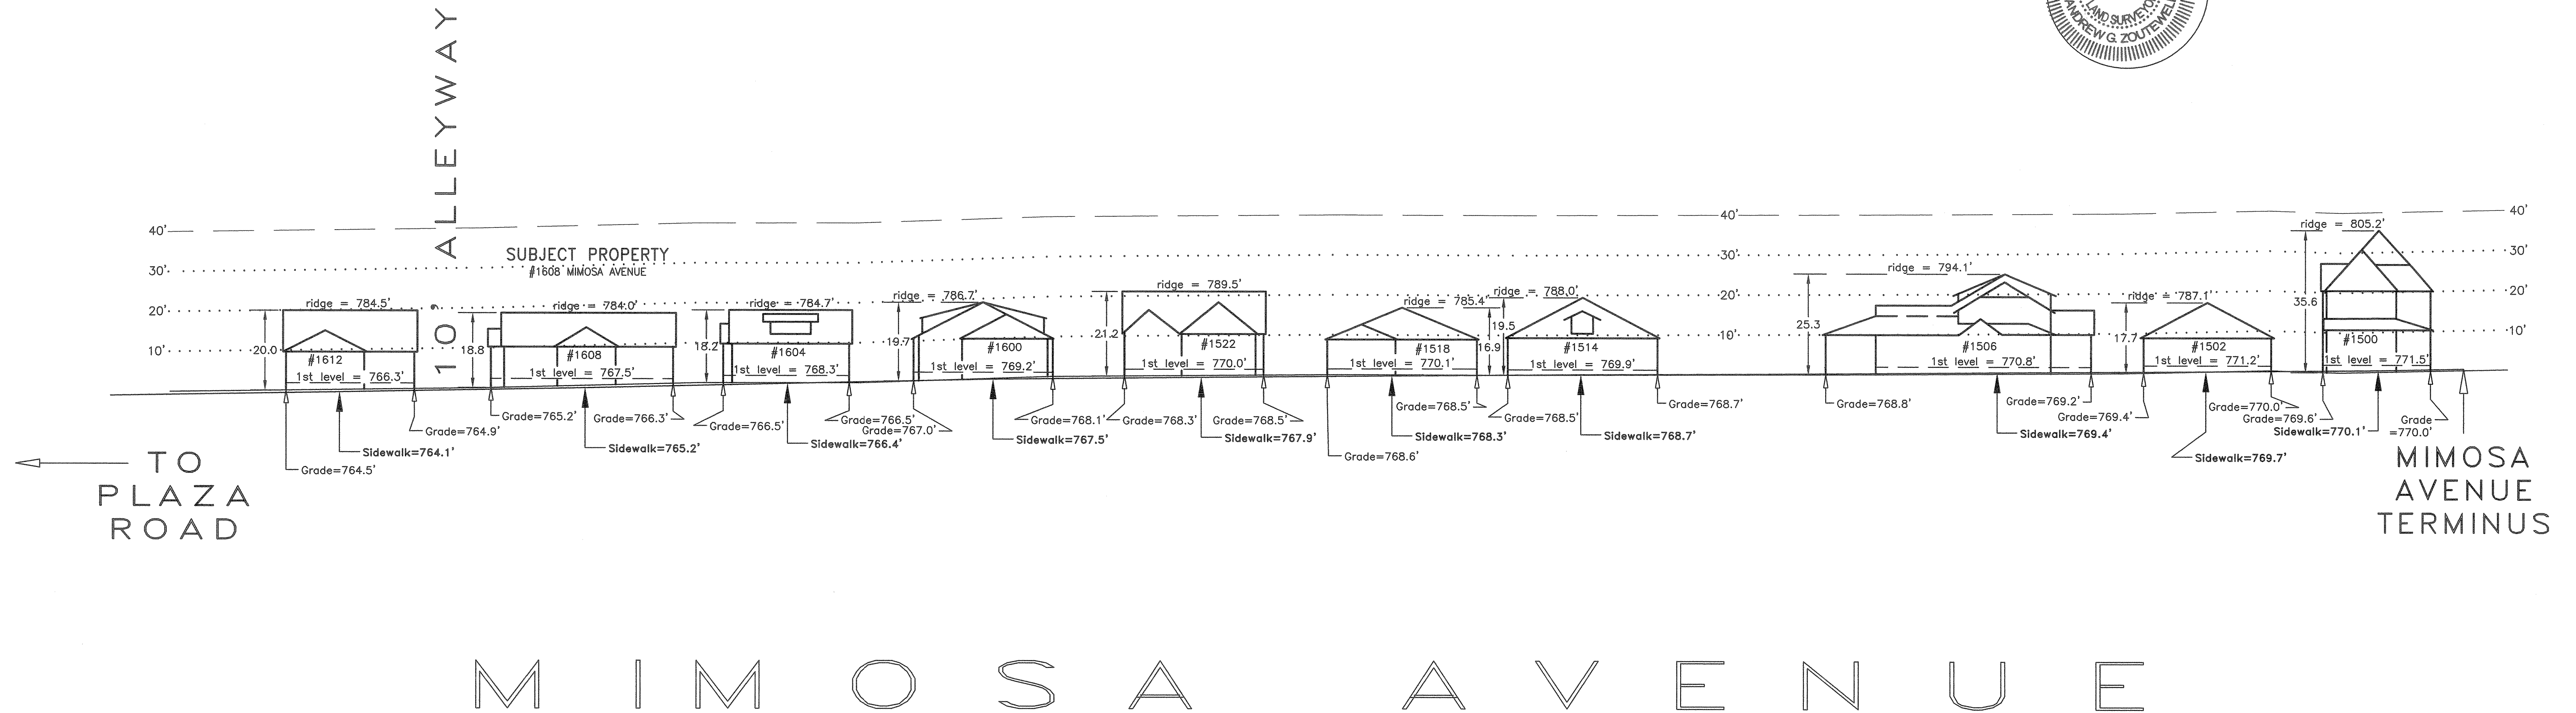 LAND SURVEYO
ANDREW G. ZOUTEWEL
10' ALLEYWAY
40'
30'
20'
10'
SUBJECT PROPERTY
#1608 MIMOSA AVENUE
40'
30'
20'
10'
40'
30'
20'
10'
ridge = 784.5'
20.0
#1612
1st level = 766.3'
Grade=764.5'
Sidewalk=764.1'
Grade=764.9'
ridge = 784.0'
18.8
#1608
1st level = 767.5'
Grade=765.2'
Sidewalk=765.2'
Grade=766.3'
ridge = 784.7'
18.2
#1604
1st level = 768.3'
Grade=766.5'
Sidewalk=766.4'
Grade=766.5'
ridge = 786.7'
19.7
#1600
1st level = 769.2'
Grade=767.0'
Sidewalk=767.5'
Grade=768.1'
ridge = 789.5'
21.2
#1522
1st level = 770.0'
Grade=768.3'
Sidewalk=767.9'
Grade=768.5'
ridge = 785.4'
16.9
#1518
1st level = 770.1'
Grade=768.6'
Sidewalk=768.3'
Grade=768.5'
ridge = 788.0'
19.5
#1514
1st level = 769.9'
Grade=768.5'
Sidewalk=768.7'
Grade=768.7'
ridge = 794.1'
25.3
#1506
1st level = 770.8'
Grade=768.8'
Sidewalk=769.4'
Grade=769.2'
ridge = 787.1'
17.7
#1502
1st level = 771.2'
Grade=769.4'
Sidewalk=769.7'
Grade=770.0'
ridge = 805.2'
35.6
#1500
1st level = 771.5'
Grade=769.6'
Sidewalk=770.1'
Grade
=770.0'
TO
PLAZA
ROAD
MIMOSA
AVENUE
TERMINUS
MIMOSA AVENUE